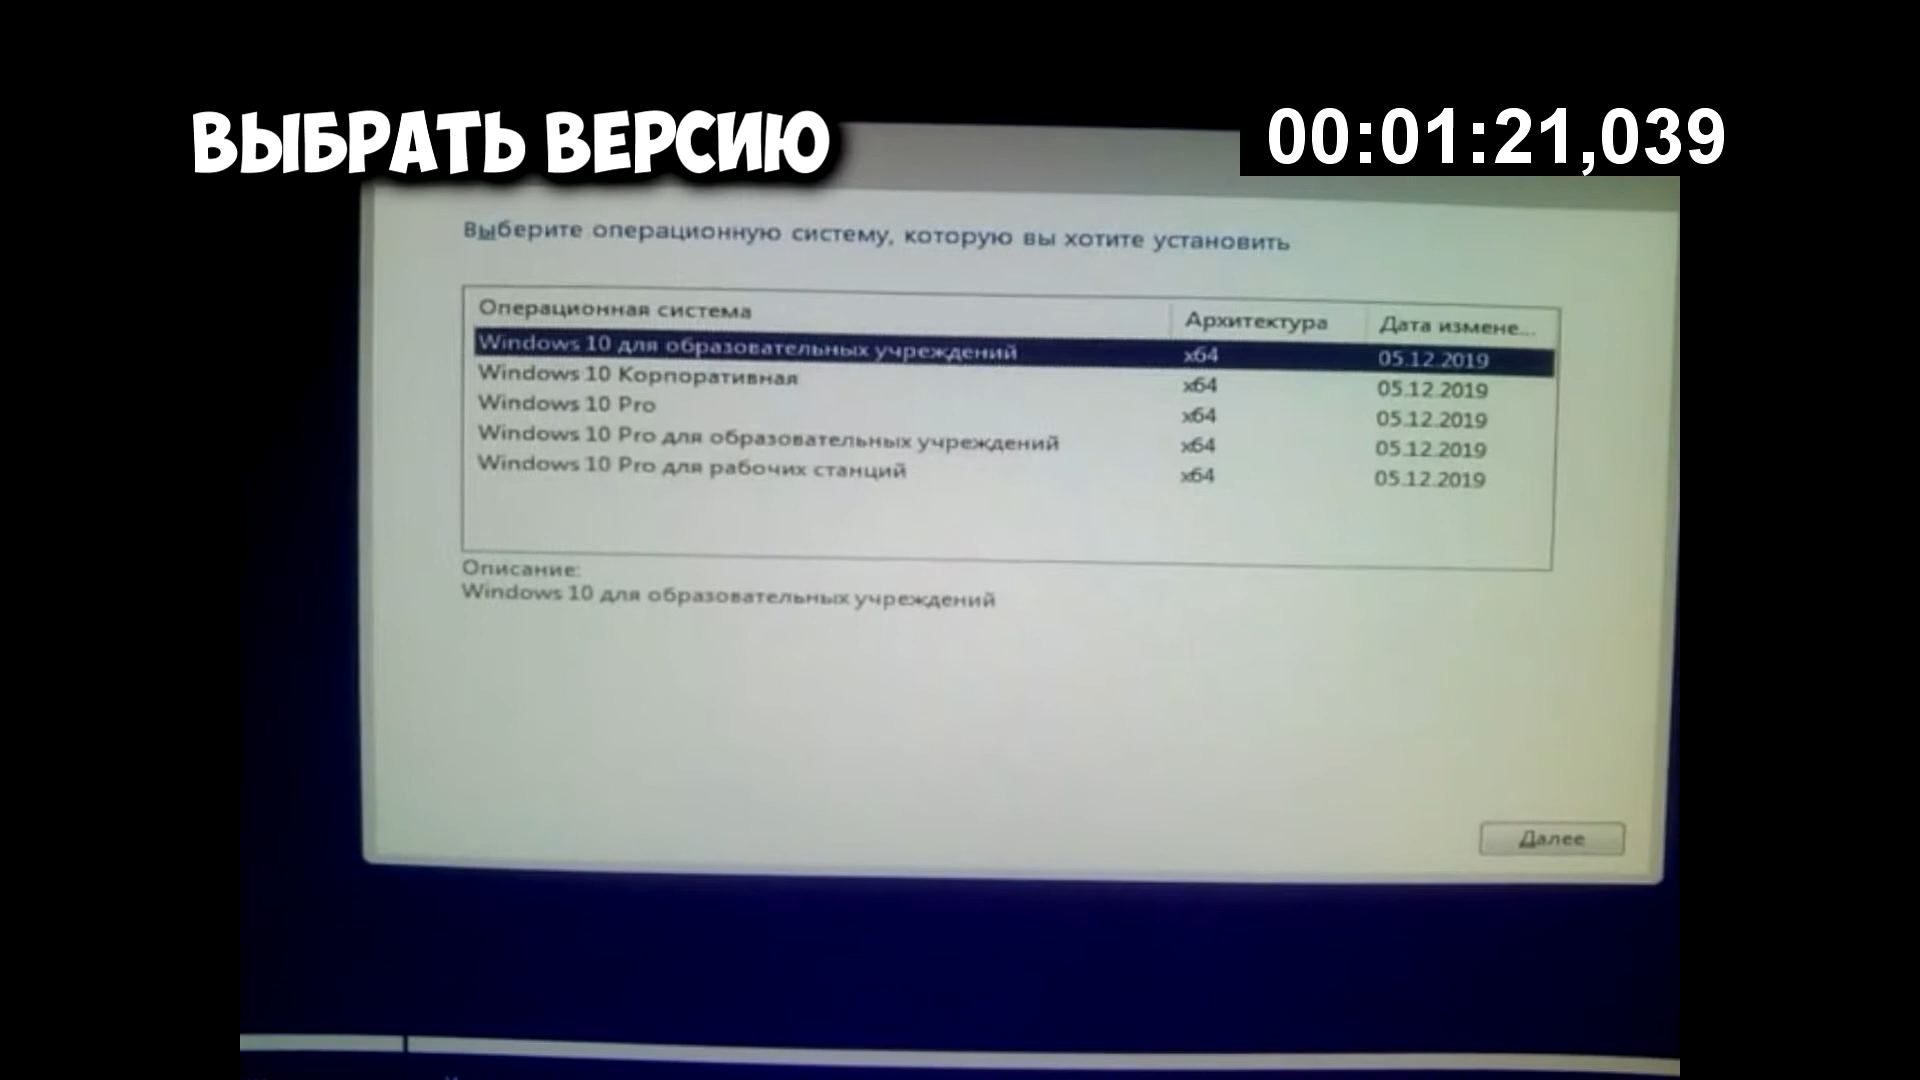 ВЫБРАТЬ ВЕРСИЮ
00:01:21,039
Выберите операционную систему, которую вы хотите установить
Операционная система Архитектура Дата измене...
Windows 10 для образовательных учреждений x64 05.12.2019
Windows 10 Корпоративная x64 05.12.2019
Windows 10 Pro x64 05.12.2019
Windows 10 Pro для образовательных учреждений x64 05.12.2019
Windows 10 Pro для рабочих станций x64 05.12.2019
Описание:
Windows 10 для образовательных учреждений
Далее